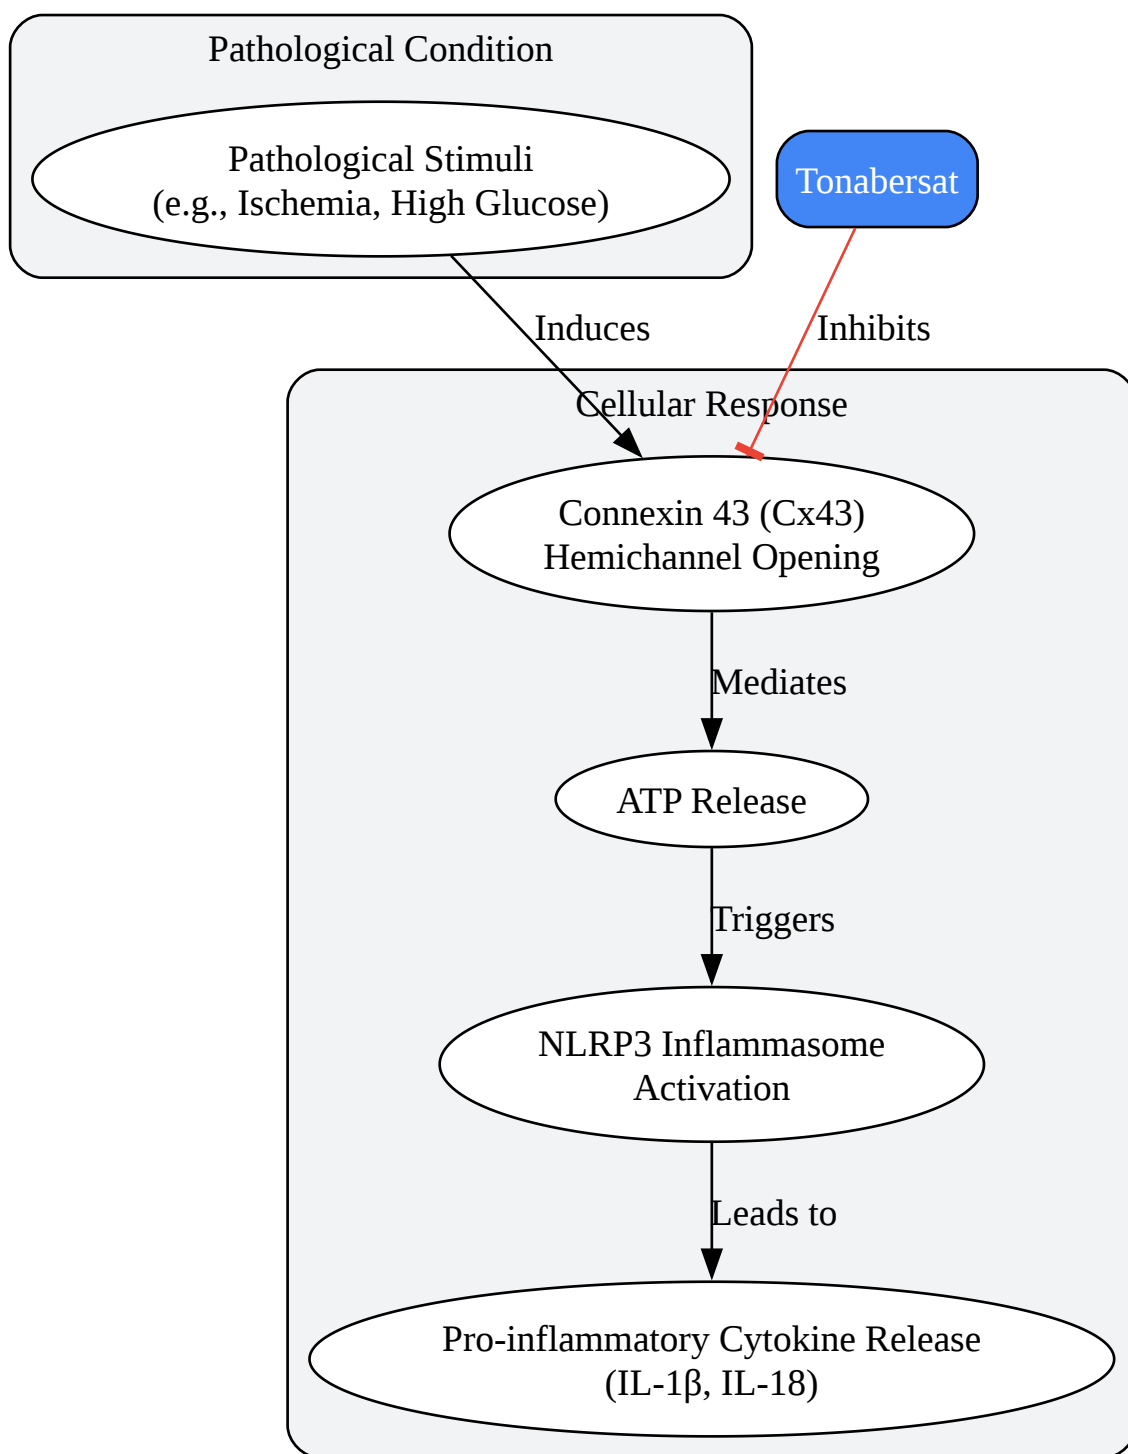 Pathological Condition
Pathological Stimuli
(e.g., Ischemia, High Glucose)
Tonabersat
Induces
Inhibits
Cellular Response
Connexin 43 (Cx43)
Hemichannel Opening
Mediates
ATP Release
Triggers
NLRP3 Inflammasome
Activation
Leads to
Pro-inflammatory Cytokine Release
(IL-1β, IL-18)